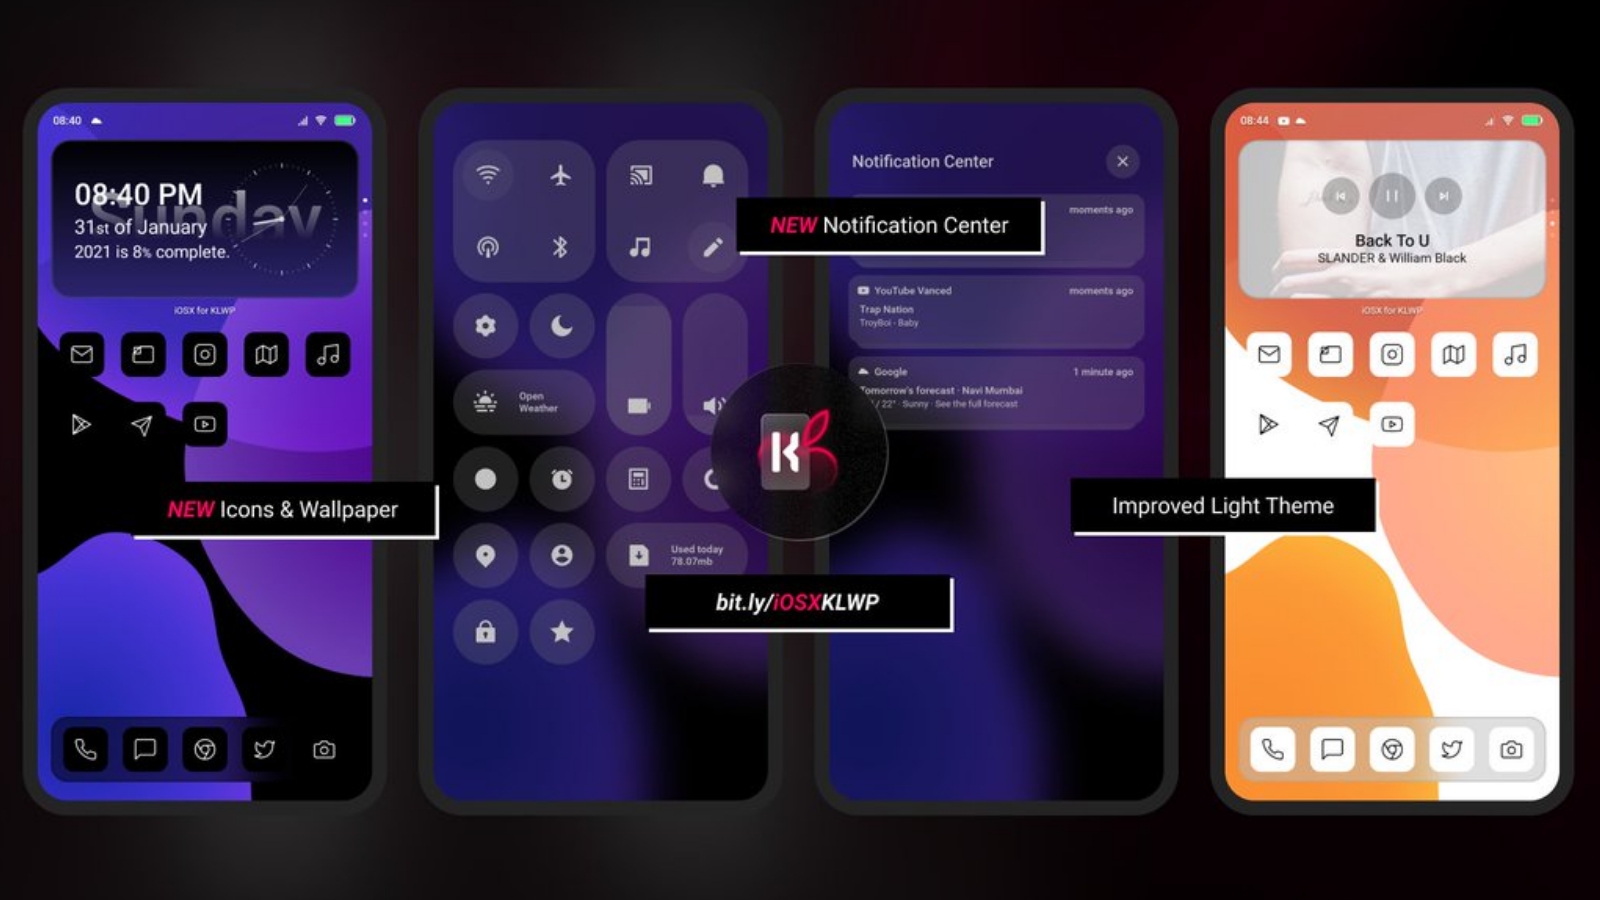 08:40
08:40 PM
Sunday
31st of January
2021 is 8% complete.
iOSX for KLWP
NEW Icons & Wallpaper
Open
Weather
Used today
78.07mb
Notification Center
moments ago
NEW Notification Center
YouTube Vanced
moments ago
Trap Nation
TroyBoi - Baby
Google
1 minute ago
Tomorrow's forecast · Navi Mumbai
/ 22° · Sunny · See the full forecast
K
bit.ly/iOSXKLWP
Improved Light Theme
08:44
Back To U
SLANDER & William Black
iOSX for KLWP